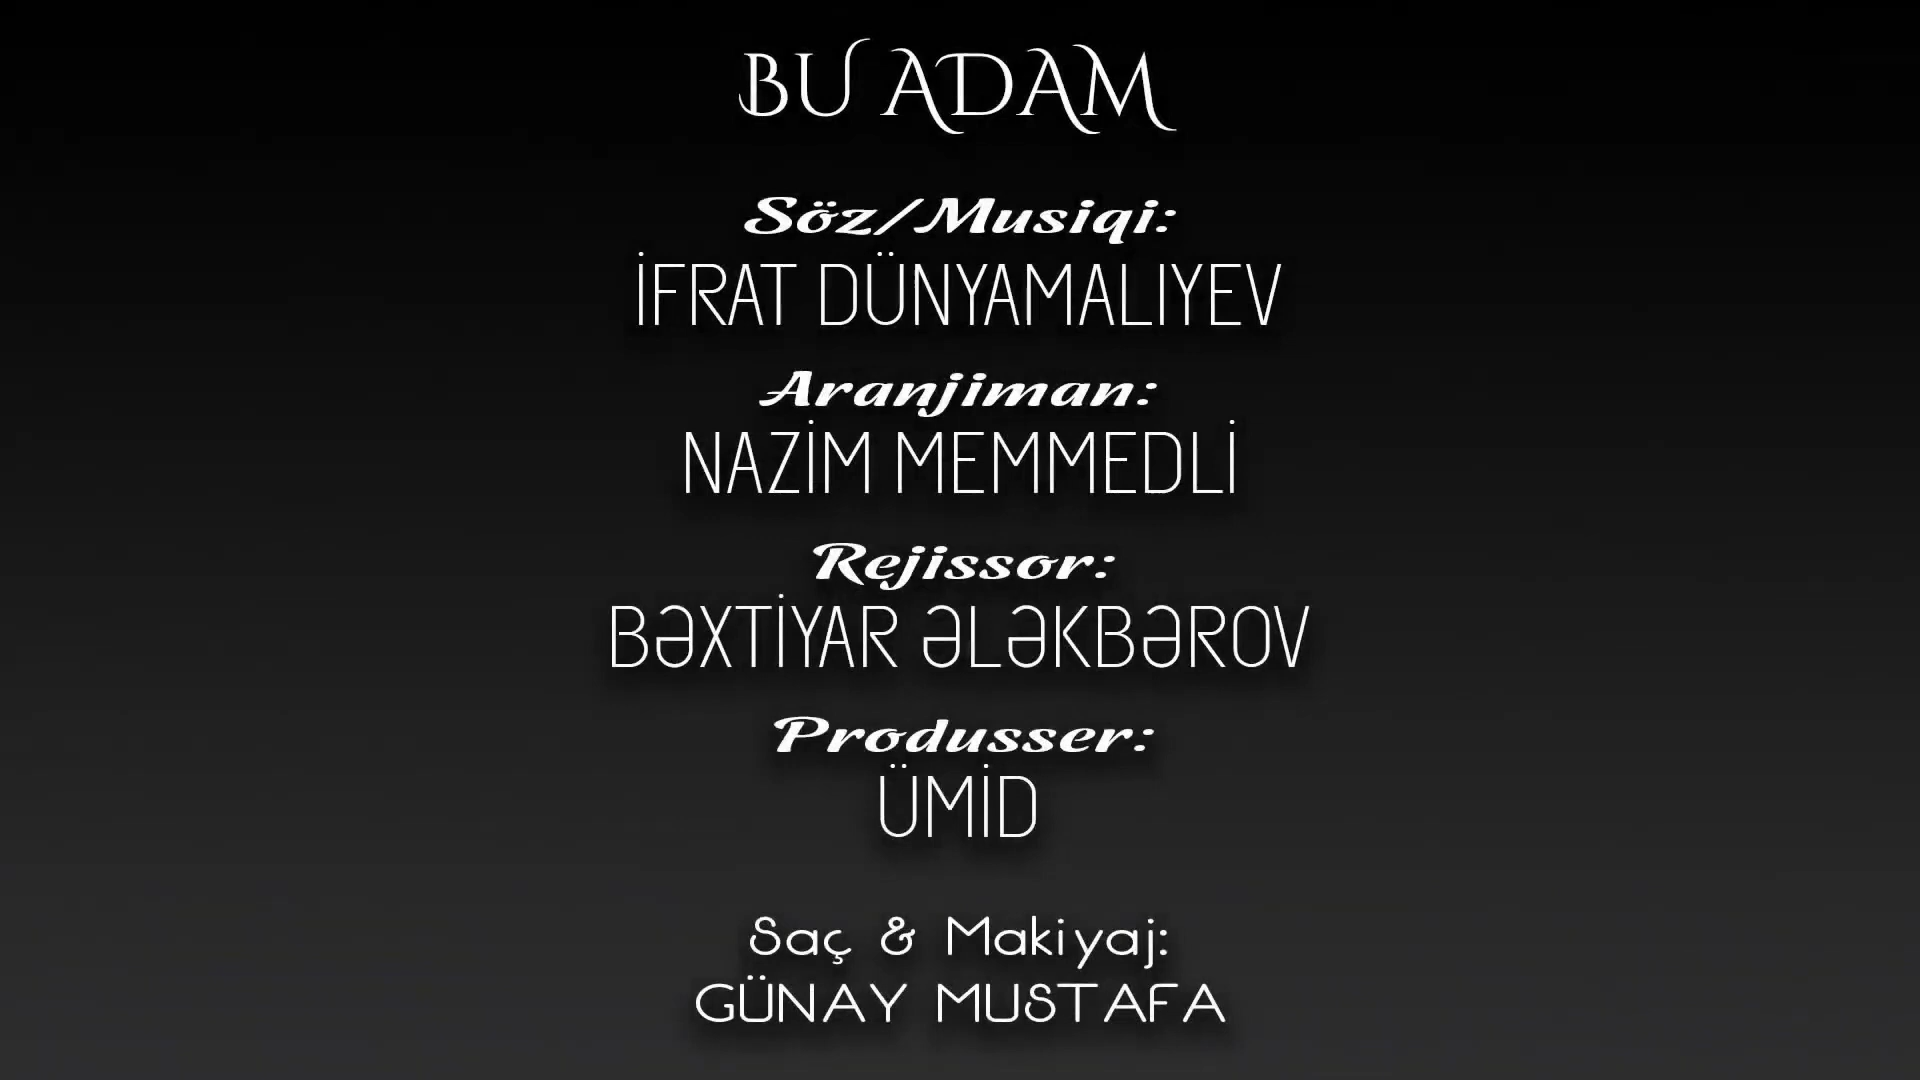 BU ADAM
Söz/Musiqi:
İFRAT DÜNYAMALIYEV
Aranjiman:
NAZİM MEMMEDLİ
Rejissor:
BƏXTİYAR ƏLƏKBƏROV
Produsser:
ÜMİD
Saç & Makiyaj:
GÜNAY MUSTAFA